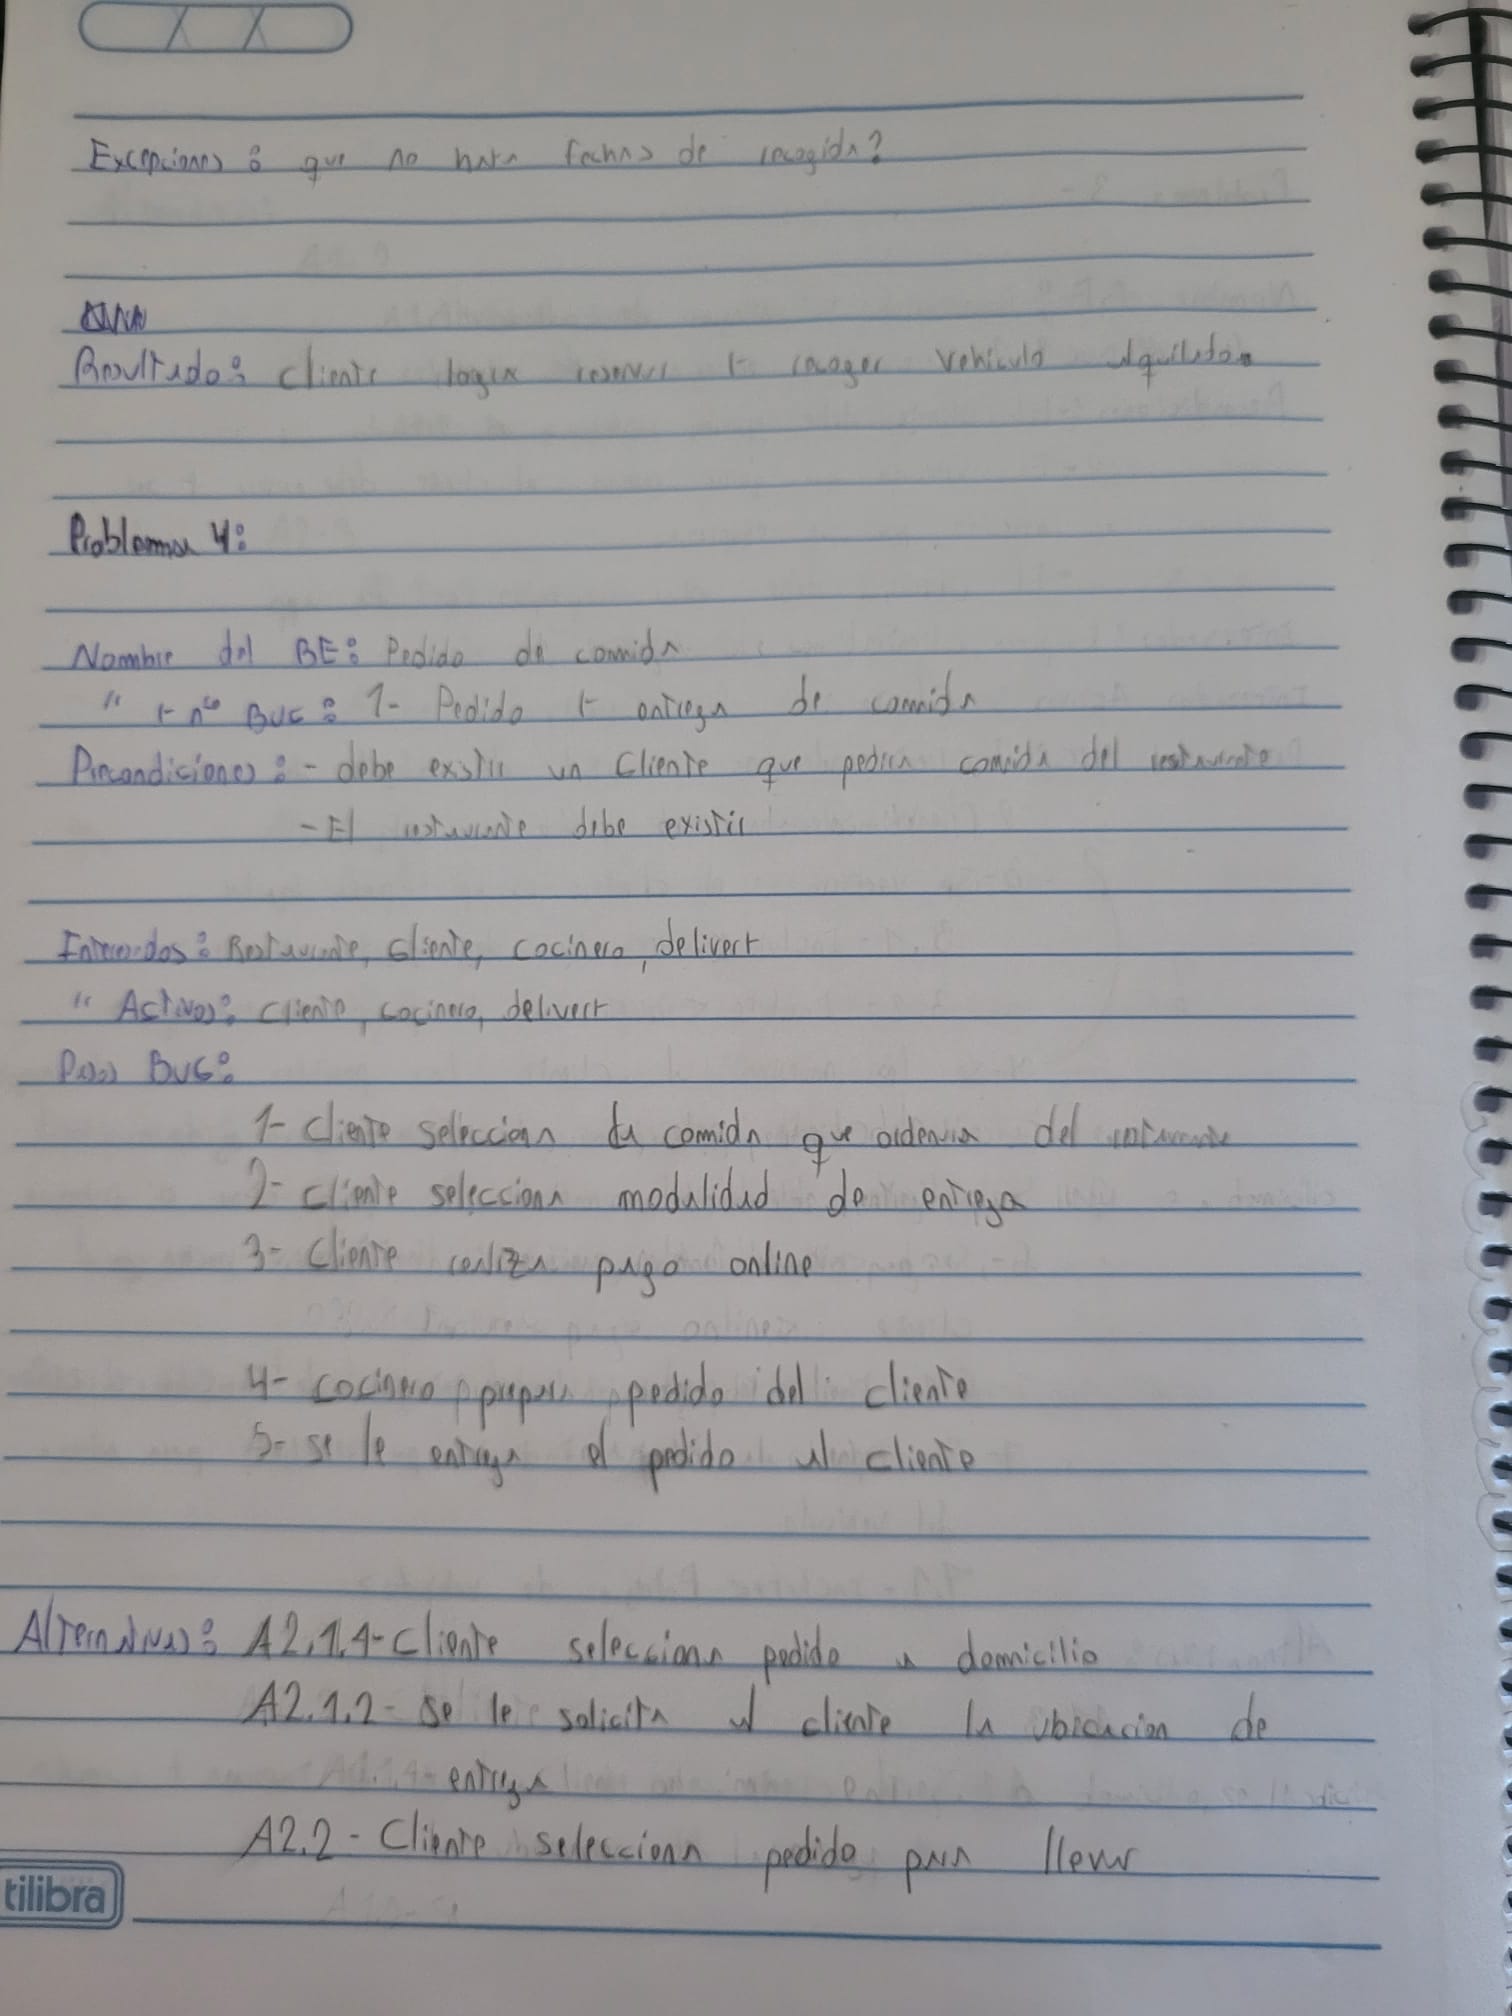 Excepciones : que no haya fechas de recogida?
Resultado: cliente logra reservar y recoger vehiculo alquilado.
Problema 4:
Nombre del BE: Pedido de comida
" y nro BUC : 1- Pedido y entrega de comida
Precondiciones : - debe existir un cliente que pedira comida del restaurante
- El restaurante debe existir
Interesados : Restaurante, cliente, cocinero, delivery
" Activos: cliente, cocinero, delivery
Pasos BUC:
1- cliente selecciona la comida que ordenara del restaurante
2- cliente selecciona modalidad de entrega
3- Cliente realiza pago online
4- cocinero prepara pedido del cliente
5- se le entrega el pedido al cliente
Alternativas : A2.1.1- cliente selecciona pedido a domicilio
A2.1.2- se le solicita al cliente la ubicacion de
entrega
A2.2 - Cliente selecciona pedido para llevar
tilibra